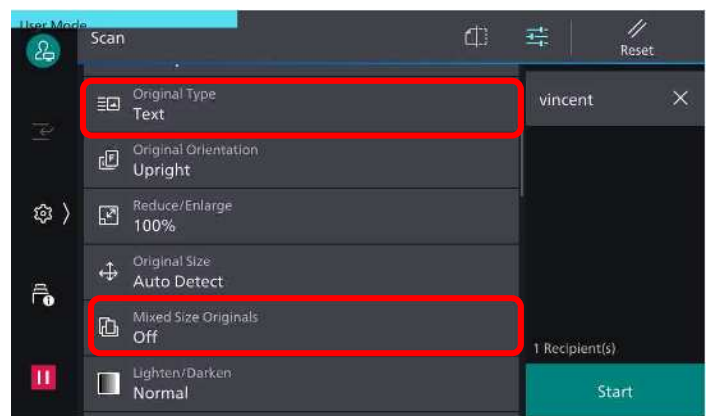 User Mode
Scan
Reset
Original Type
Text
vincent
Original Orientation
Upright
Reduce/Enlarge
100%
Original Size
Auto Detect
Mixed Size Originals
Off
1 Recipient(s)
Lighten/Darken
Normal
Start